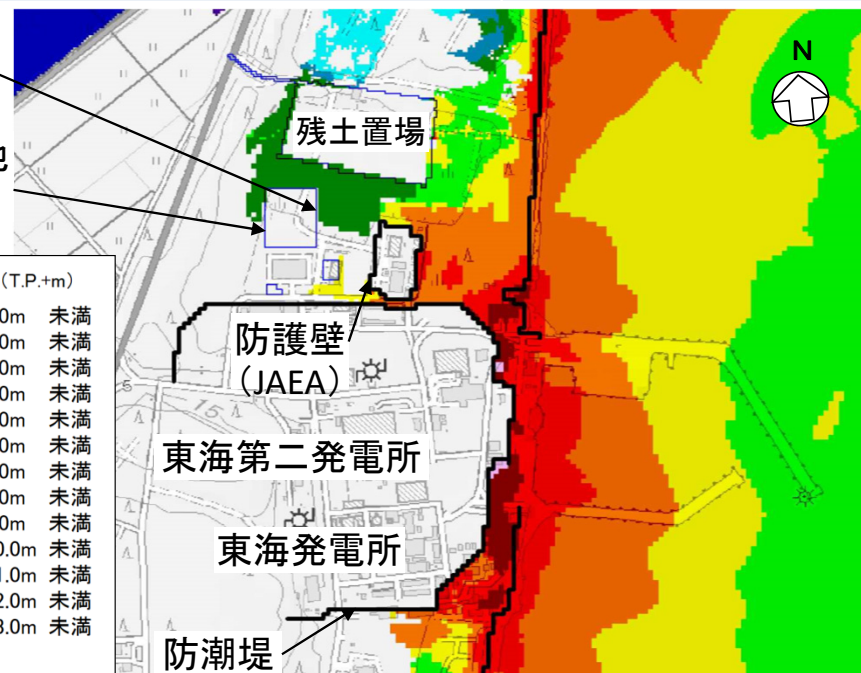 N
残土置場
地
防護壁
（JAEA）
東海第二発電所
東海発電所
防潮堤
（T.P.+m）
0m 未満
0m 未満
0m 未満
0m 未満
0m 未満
0m 未満
0m 未満
0m 未満
0m 未満
0.0m 未満
1.0m 未満
2.0m 未満
3.0m 未満
15
5